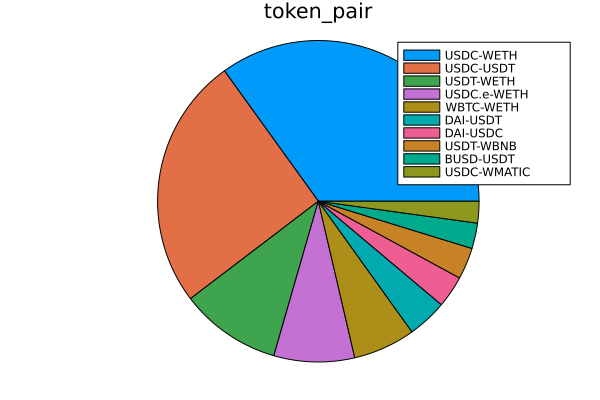 token_pair
USDC-WETH
USDC-USDT
USDT-WETH
USDC.e-WETH
WBTC-WETH
DAI-USDT
DAI-USDC
USDT-WBNB
BUSD-USDT
USDC-WMATIC